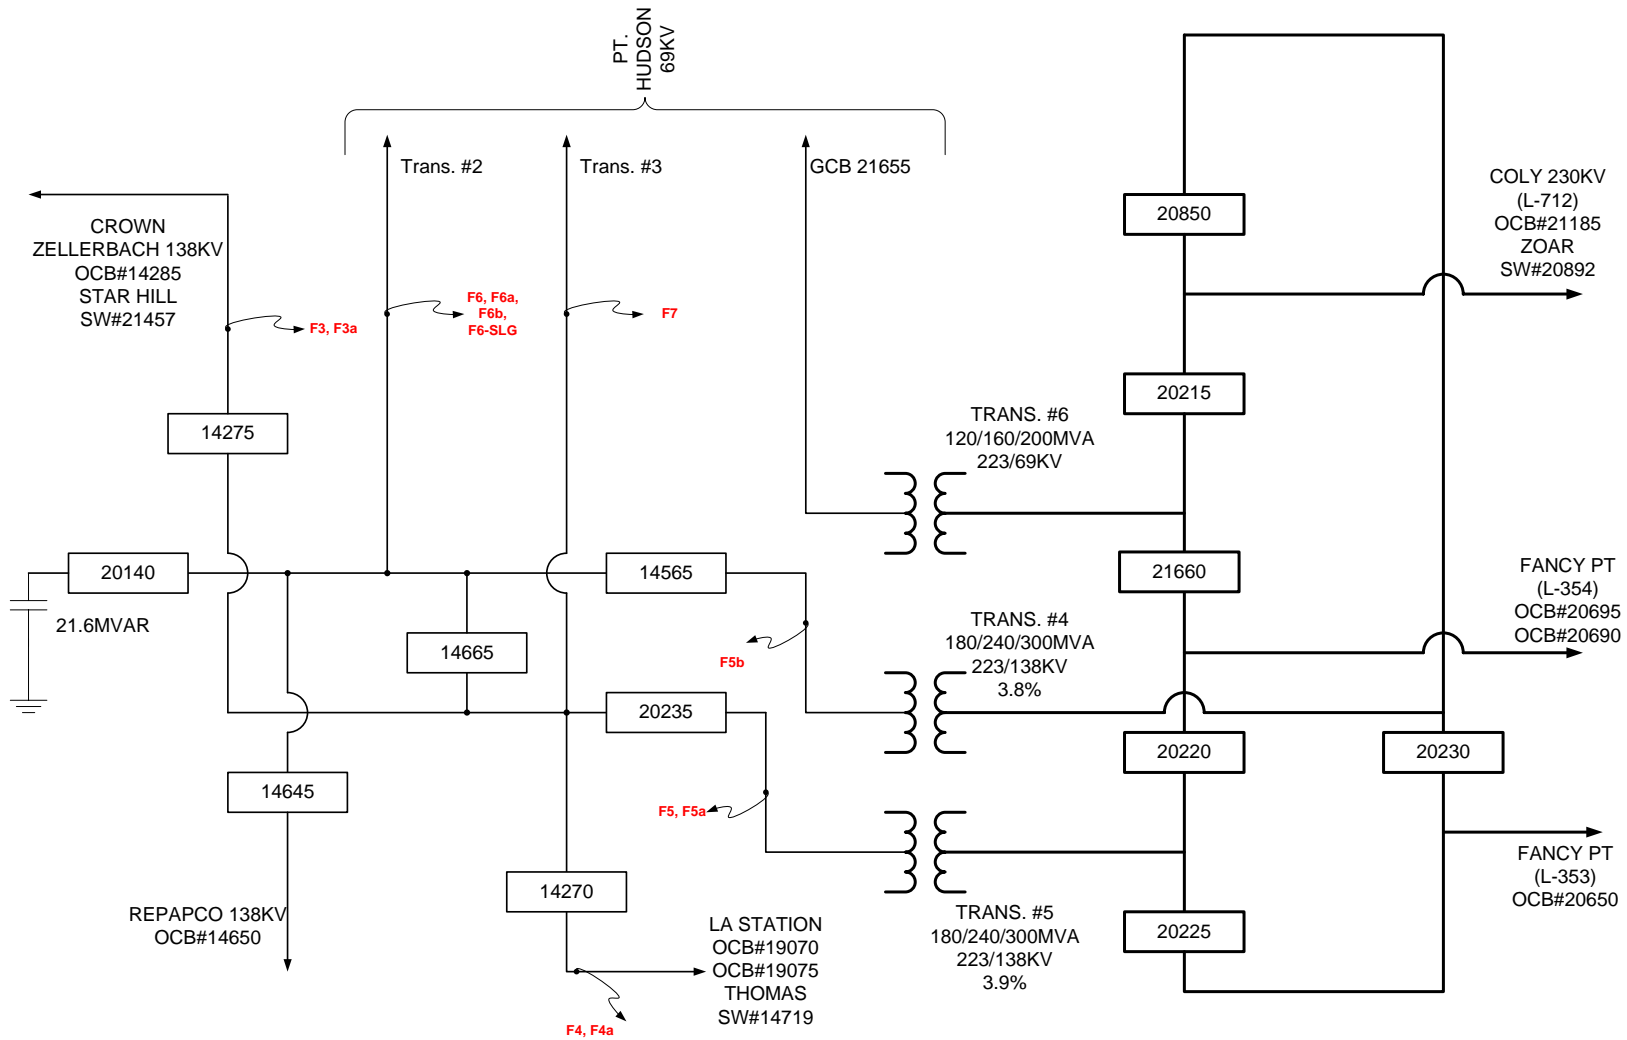 PT.
HUDSON
69KV
Trans. #2
Trans. #3
GCB 21655
CROWN
ZELLERBACH 138KV
OCB#14285
STAR HILL
SW#21457
F3, F3a
F6, F6a,
F6b,
F6-SLG
F7
20850
COLY 230KV
(L-712)
OCB#21185
ZOAR
SW#20892
14275
20215
TRANS. #6
120/160/200MVA
223/69KV
20140
21.6MVAR
14565
14665
F5b
21660
TRANS. #4
180/240/300MVA
223/138KV
3.8%
FANCY PT
(L-354)
OCB#20695
OCB#20690
20235
20220
20230
14645
F5, F5a
14270
REPAPCO 138KV
OCB#14650
LA STATION
OCB#19070
OCB#19075
THOMAS
SW#14719
F4, F4a
TRANS. #5
180/240/300MVA
223/138KV
3.9%
20225
FANCY PT
(L-353)
OCB#20650